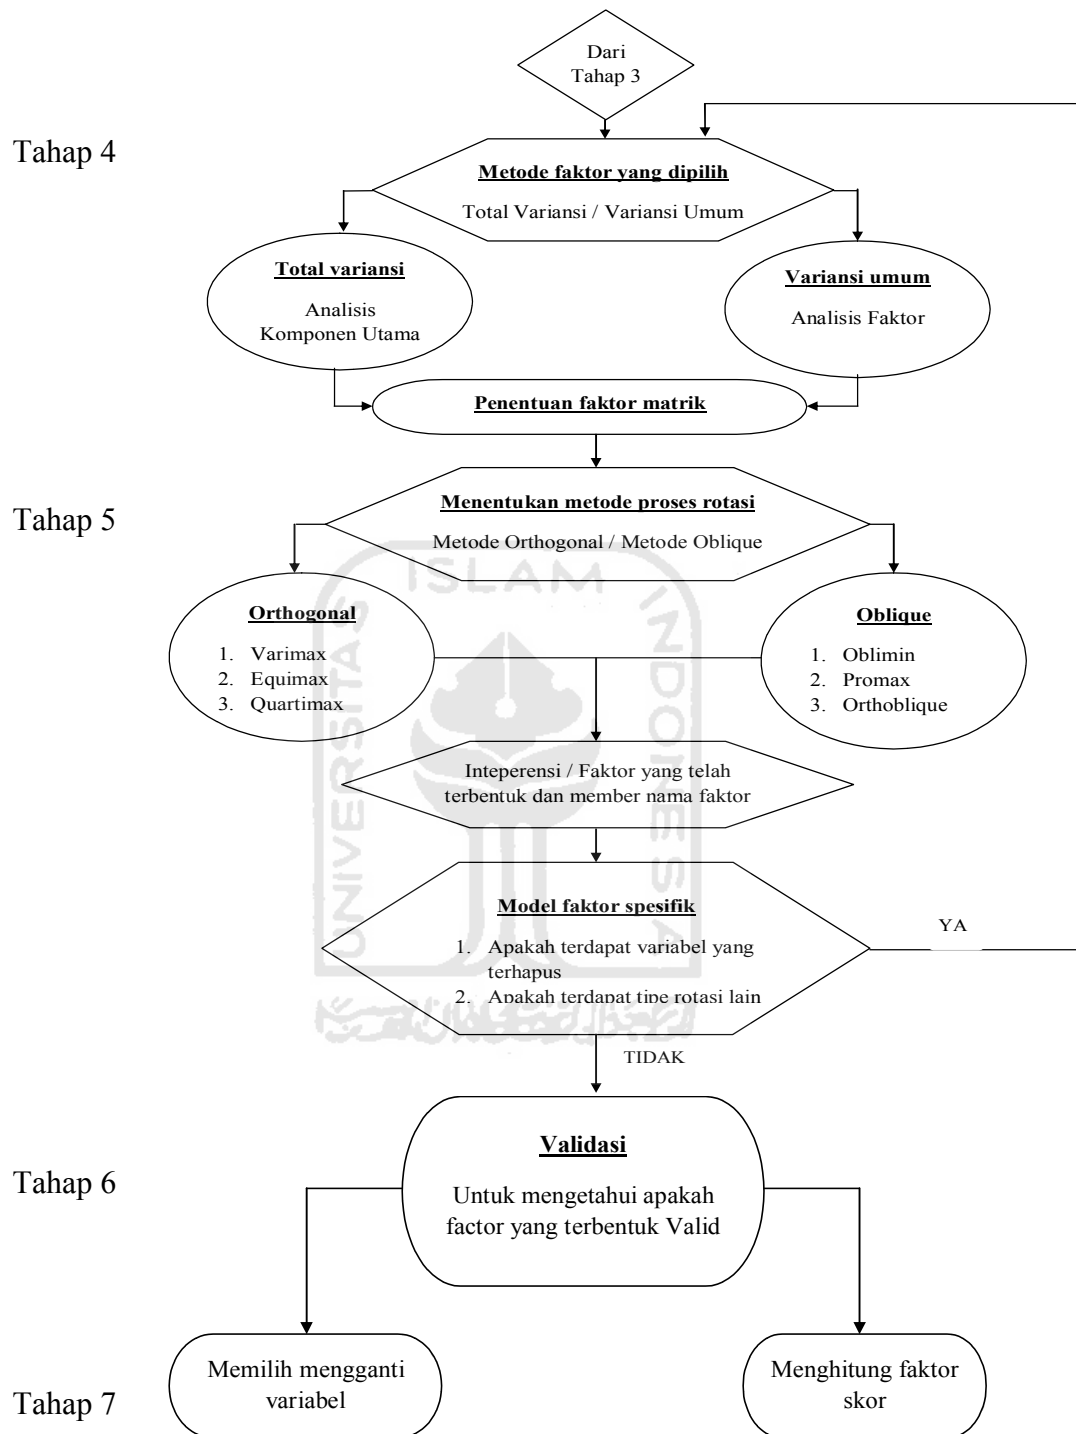 Dari
Tahap 3
Tahap 4
Metode faktor yang dipilih
Total Variansi / Variansi Umum
Total variansi
Analisis
Komponen Utama
Variansi umum
Analisis Faktor
Penentuan faktor matrik
Tahap 5
Menentukan metode proses rotasi
Metode Orthogonal / Metode Oblique
Orthogonal
1. Varimax
2. Equimax
3. Quartimax
Oblique
1. Oblimin
2. Promax
3. Orthoblique
UNIVERSITAS
ISLAM
INDONESIA
Inteperensi / Faktor yang telah
terbentuk dan member nama faktor
Model faktor spesifik
1. Apakah terdapat variabel yang
terhapus
2. Apakah terdapat tipe rotasi lain
YA
TIDAK
Tahap 6
Validasi
Untuk mengetahui apakah
factor yang terbentuk Valid
Tahap 7
Memilih mengganti
variabel
Menghitung faktor
skor